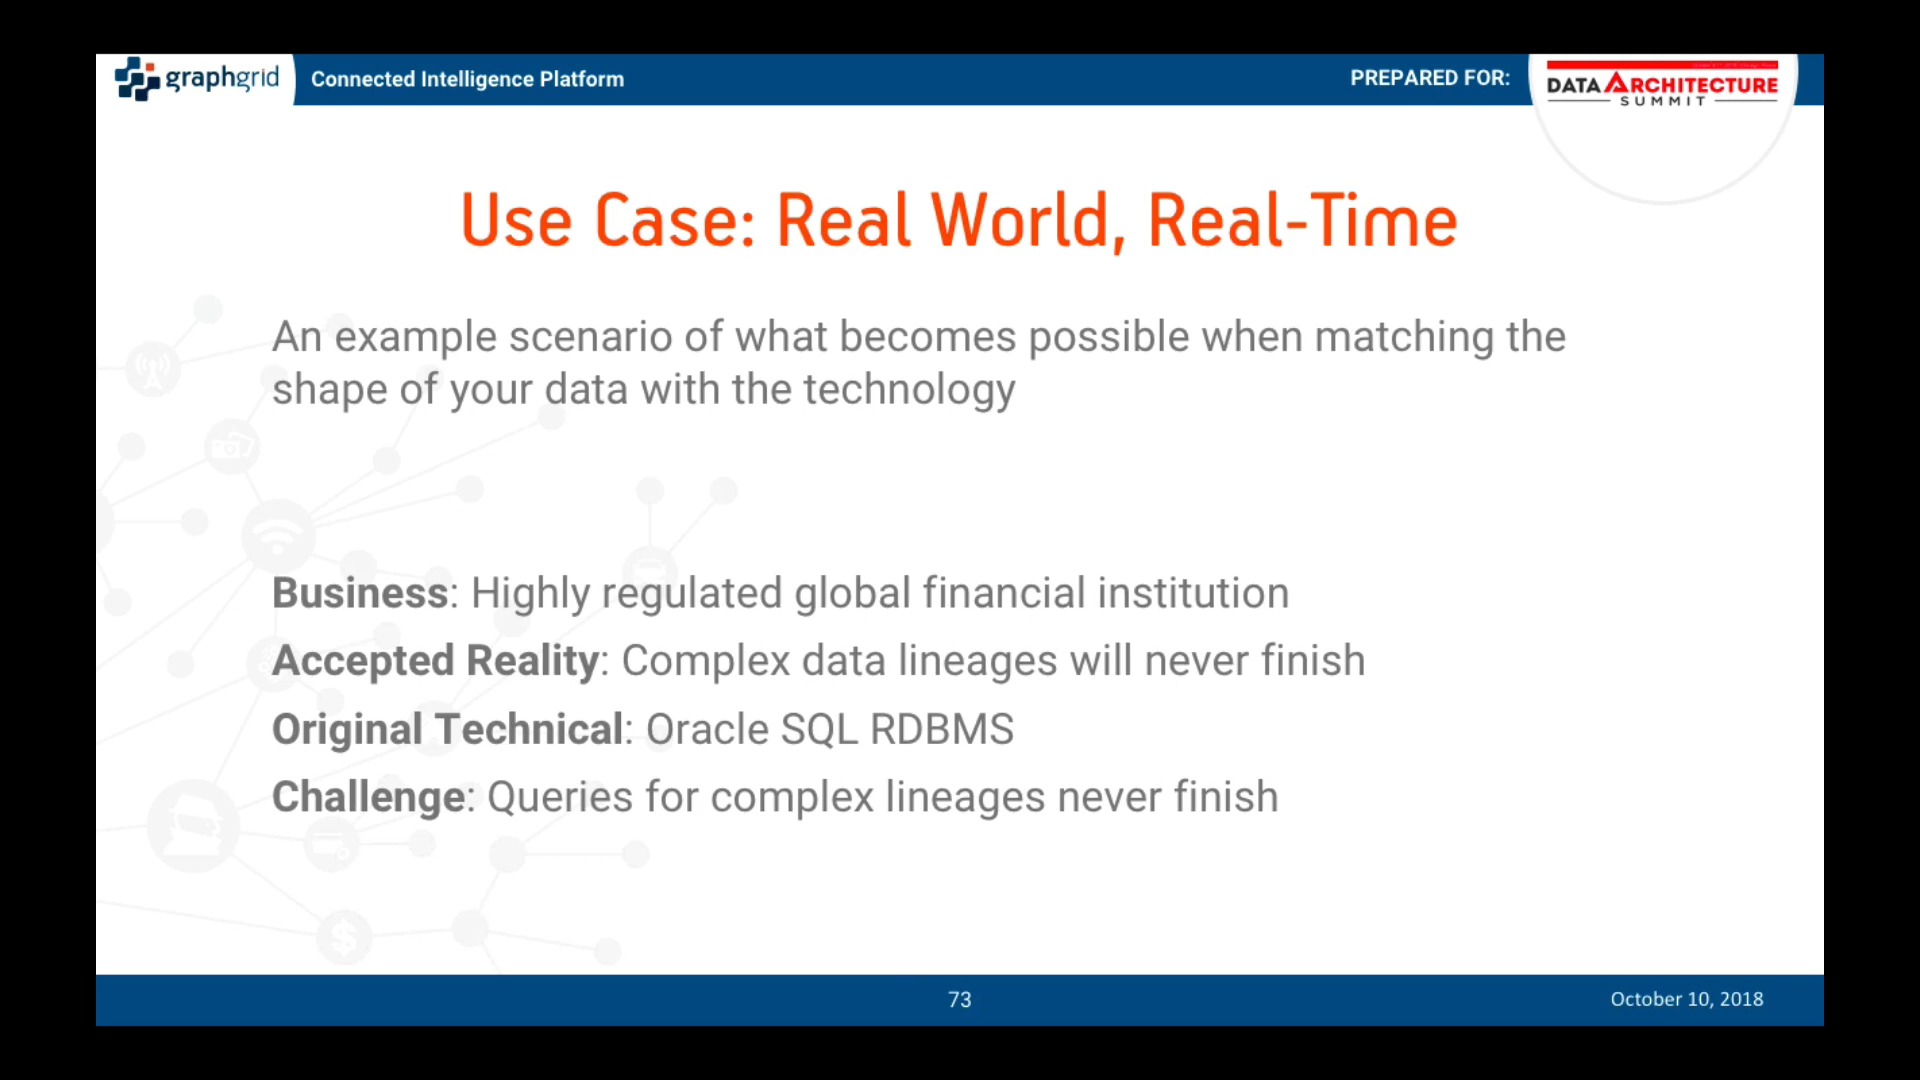 graphgrid
Connected Intelligence Platform
PREPARED FOR:
DATA ARCHITECTURE
SUMMIT
Use Case: Real World, Real-Time
An example scenario of what becomes possible when matching the
shape of your data with the technology
Business: Highly regulated global financial institution
Accepted Reality: Complex data lineages will never finish
Original Technical: Oracle SQL RDBMS
Challenge: Queries for complex lineages never finish
73
October 10, 2018